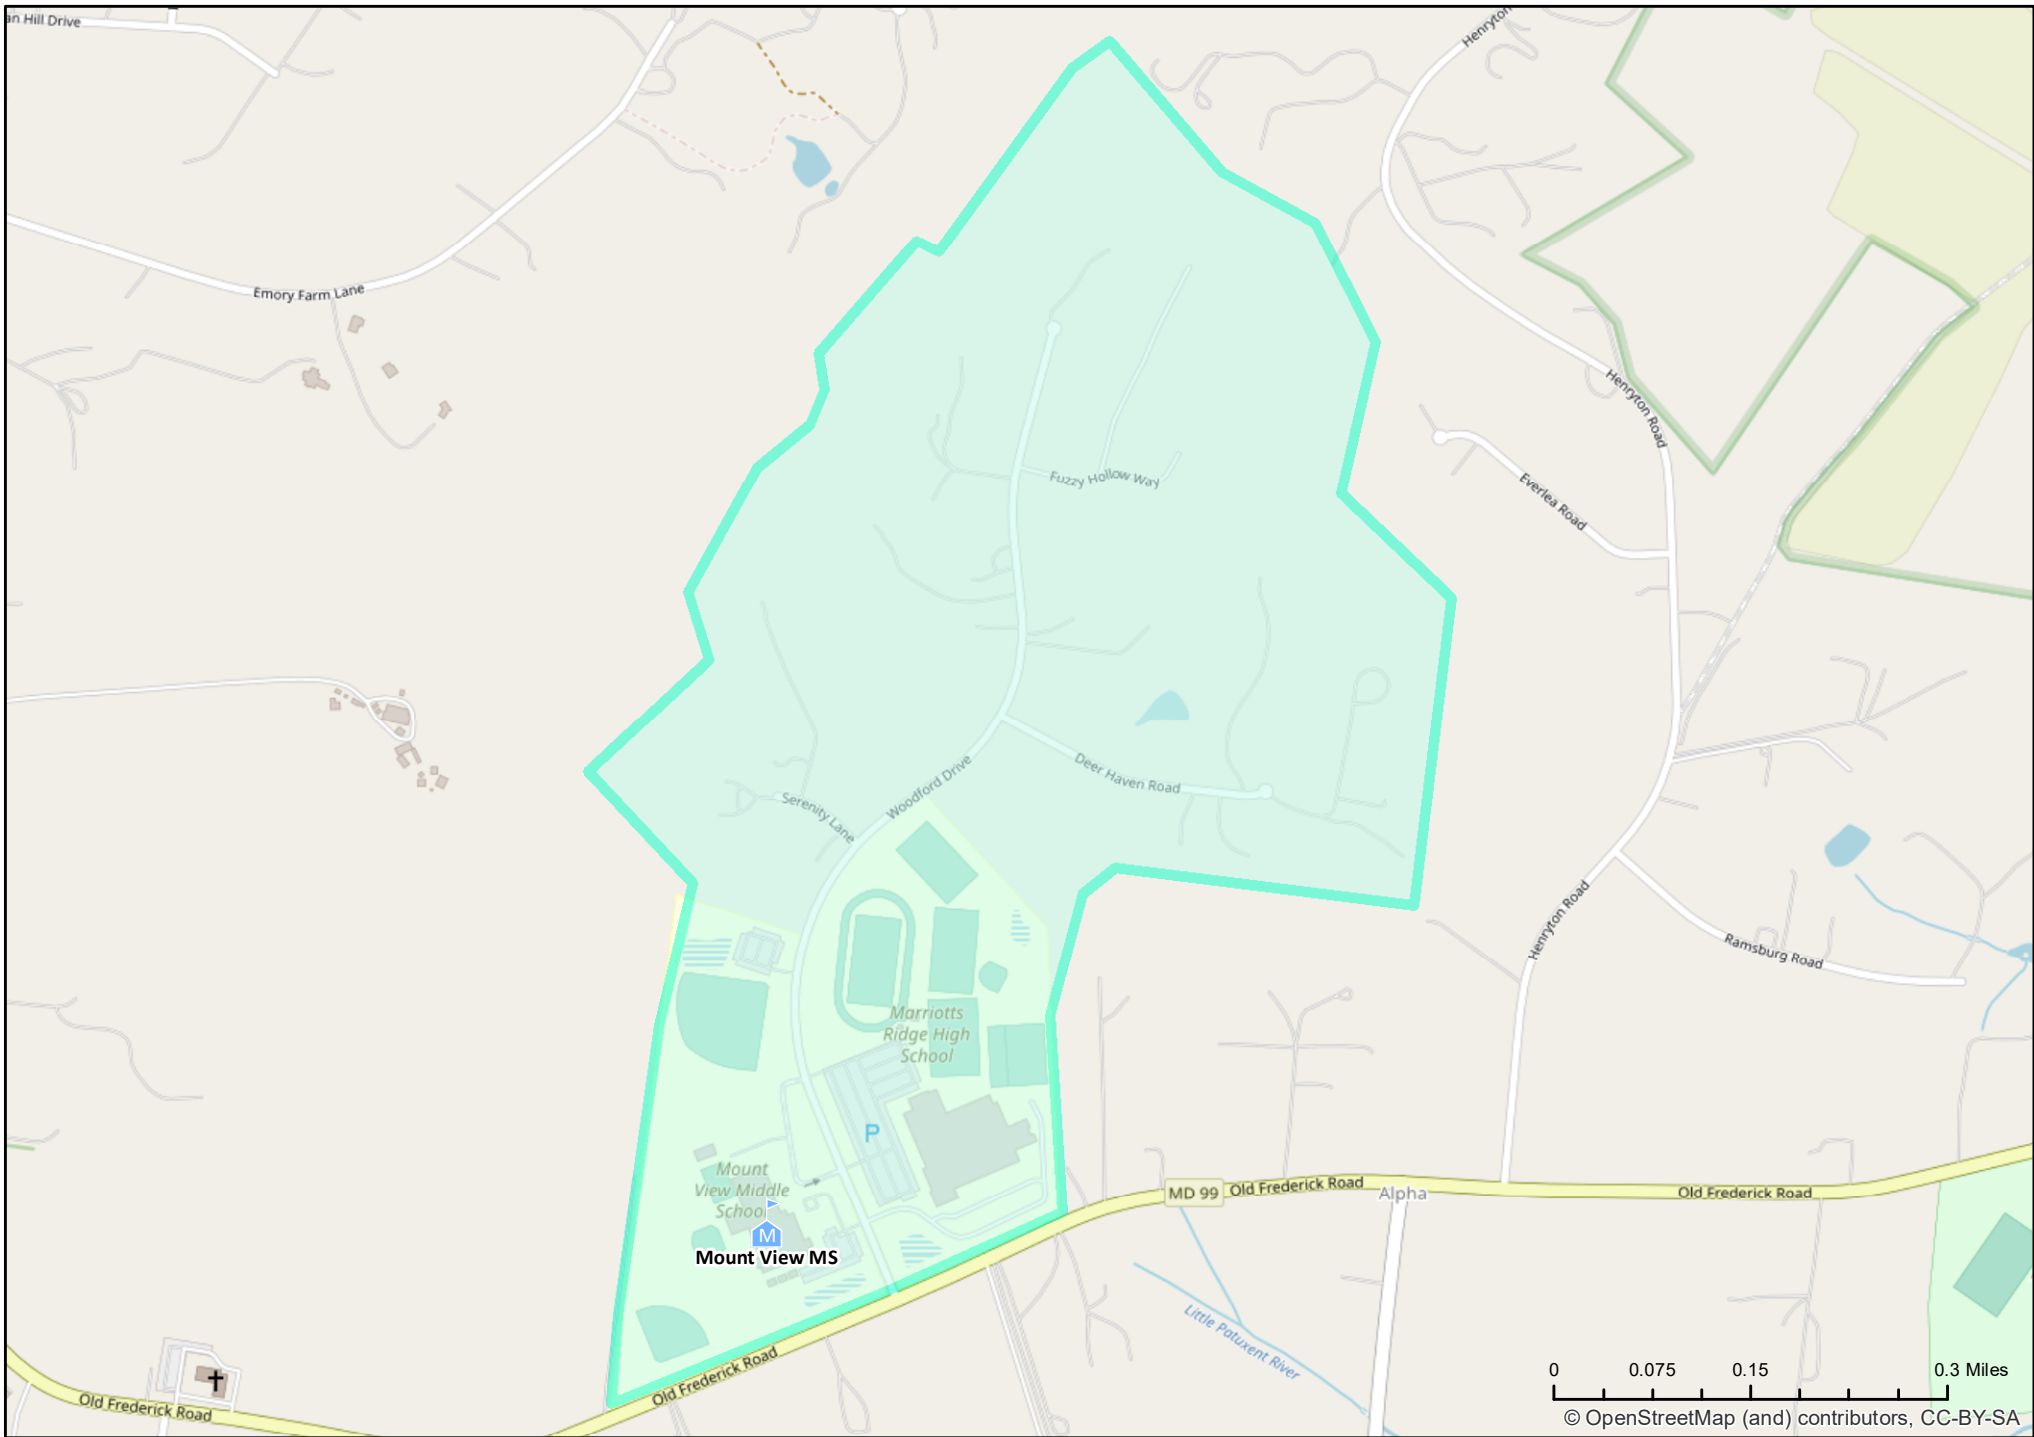 an Hill Drive
Henryton
Emory Farm Lane
Henryton Road
Fuzzy Hollow Way
Everlea Road
Woodford Drive
Deer Haven Road
Serenity Lane
Henryton Road
Ramsburg Road
Marriotts
Ridge High
School
P
Mount
View Middle
School
M
Mount View MS
MD 99
Old Frederick Road
Alpha
Old Frederick Road
Little Patuxent River
Old Frederick Road
Old Frederick Road
0 0.075 0.15 0.3 Miles
© OpenStreetMap (and) contributors, CC-BY-SA